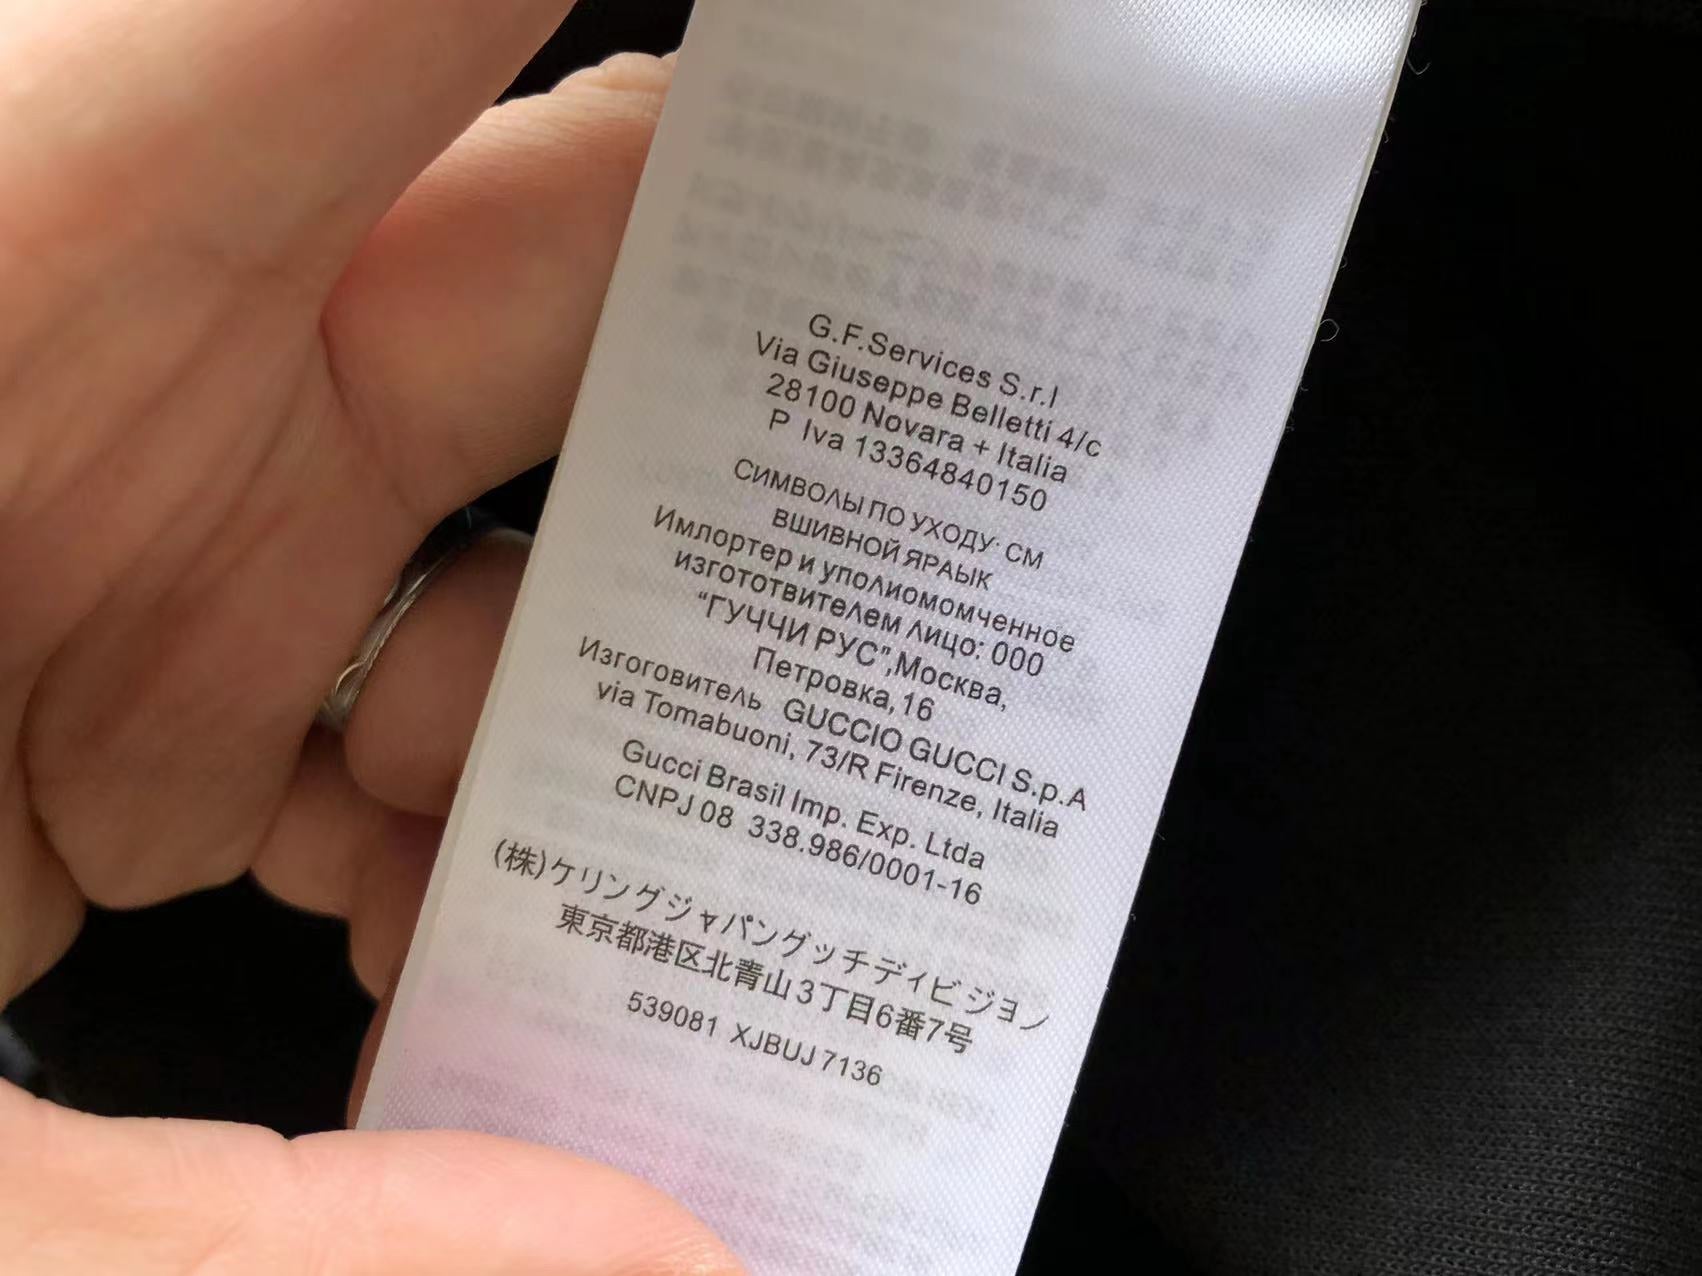 G.F.Services S.r.l
Via Giuseppe Belletti 4/c
28100 Novara + Italia
P Iva 13364840150
СИМВОЛЫ ПО УХОДУ· СМ
ВШИВНОЙ ЯРАЫК
Импортер и уполиомомченное
изгототвителем лицо: 000
“ГУЧЧИ РУС”,Москва,
Петровка,16
Изгоговитель GUCCIO GUCCI S.p.A
via Tomabuoni, 73/R Firenze, Italia
Gucci Brasil Imp. Exp. Ltda
CNPJ 08 338.986/0001-16
(株)ケリングジャパングッチディビジョン
東京都港区北青山3丁目6番7号
539081 XJBUJ7136